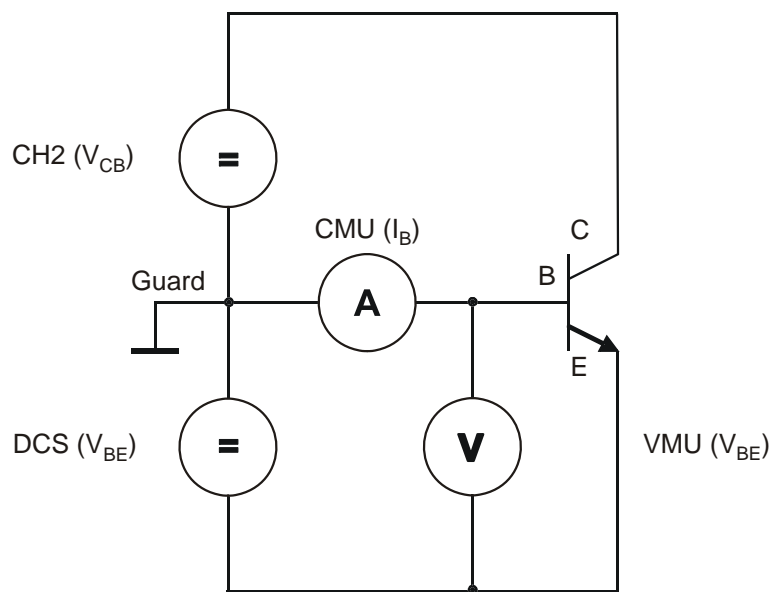 CH2 (V_CB)
=
CMU (I_B)
C
Guard
A
B
E
DCS (V_BE)
=
V
VMU (V_BE)